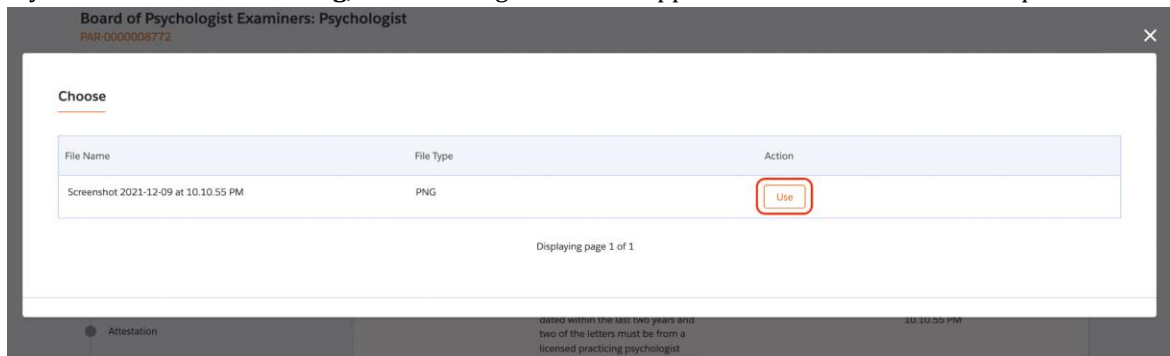 Board of Psychologist Examiners: Psychologist
PAR-0000008772
Choose
File Name File Type Action
Screenshot 2021-12-09 at 10.10.55 PM PNG Use
Displaying page 1 of 1
dated within the last two years and 10.10.55 PM
Attestation two of the letters must be from a
licensed practicing psychologist